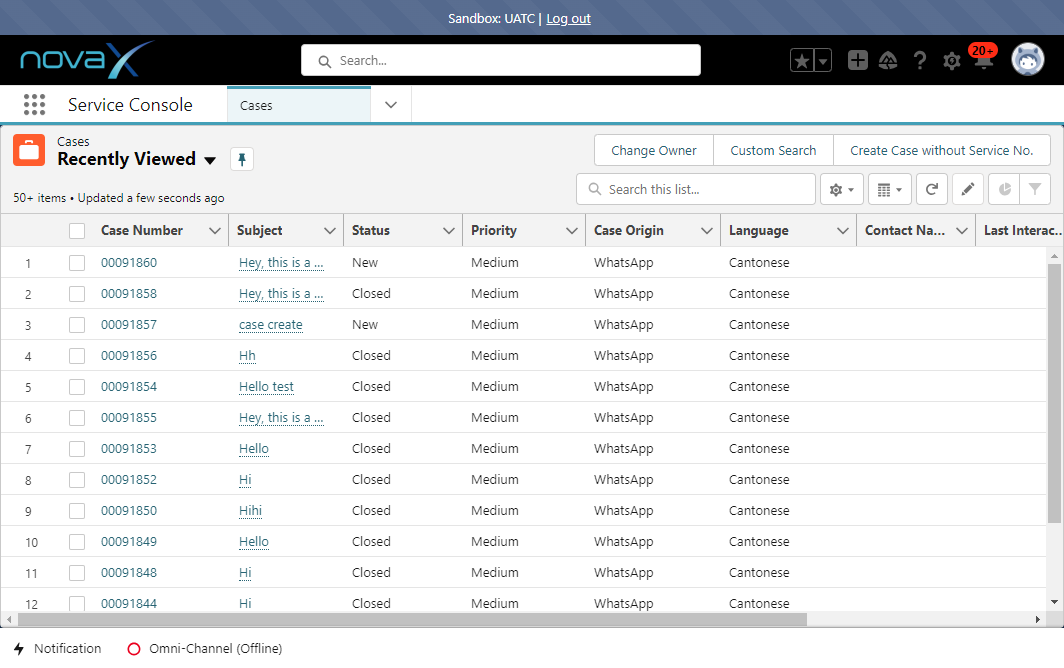 Sandbox: UATC | Log out
novaX
Search...
20+
Service Console
Cases
Cases
Recently Viewed
Change Owner
Custom Search
Create Case without Service No.
50+ items • Updated a few seconds ago
Search this list...
Case Number Subject Status Priority Case Origin Language Contact Na... Last Interac...
1 00091860 Hey, this is a ... New Medium WhatsApp Cantonese
2 00091858 Hey, this is a ... Closed Medium WhatsApp Cantonese
3 00091857 case create New Medium WhatsApp Cantonese
4 00091856 Hh Closed Medium WhatsApp Cantonese
5 00091854 Hello test Closed Medium WhatsApp Cantonese
6 00091855 Hey, this is a ... Closed Medium WhatsApp Cantonese
7 00091853 Hello Closed Medium WhatsApp Cantonese
8 00091852 Hi Closed Medium WhatsApp Cantonese
9 00091850 Hihi Closed Medium WhatsApp Cantonese
10 00091849 Hello Closed Medium WhatsApp Cantonese
11 00091848 Hi Closed Medium WhatsApp Cantonese
12 00091844 Hi Closed Medium WhatsApp Cantonese
Notification
Omni-Channel (Offline)